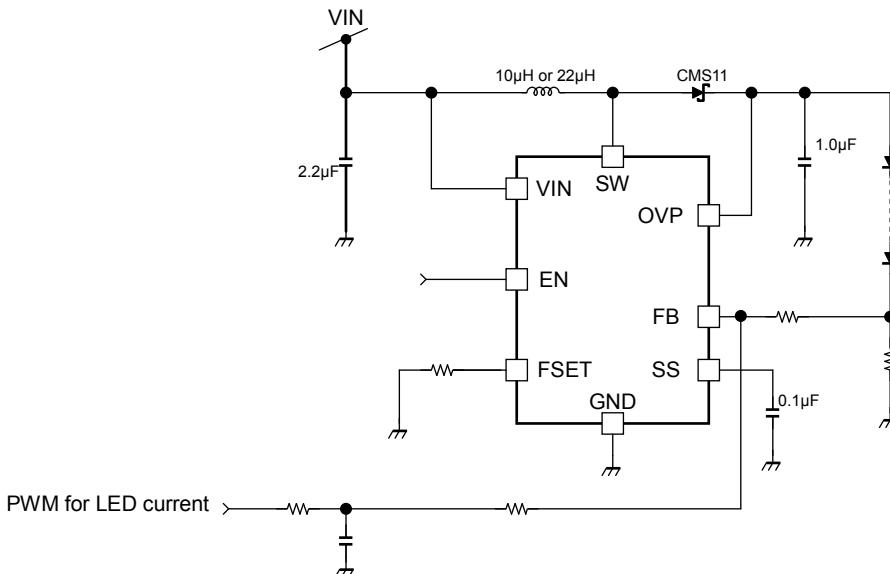 VIN
10µH or 22µH
CMS11
2.2µF
1.0µF
SW
VIN
OVP
EN
FB
FSET
SS
GND
0.1µF
PWM for LED current